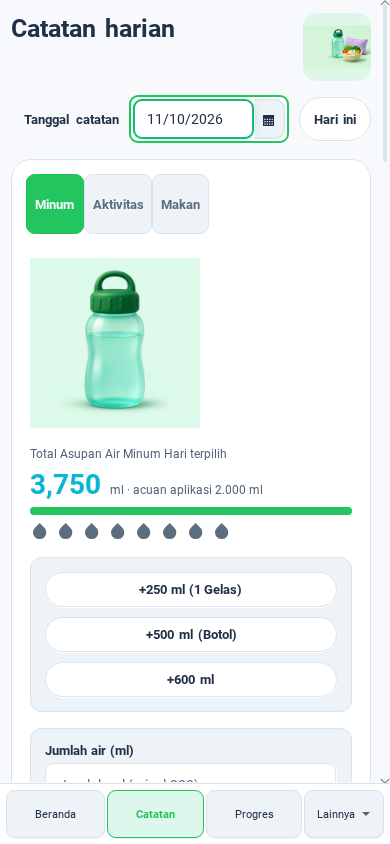 Catatan harian
Tanggal catatan
11/10/2026
Hari ini
Minum
Aktivitas
Makan
Total Asupan Air Minum Hari terpilih
3,750 ml · acuan aplikasi 2.000 ml
+250 ml (1 Gelas)
+500 ml (Botol)
+600 ml
Jumlah air (ml)
Beranda
Catatan
Progres
Lainnya